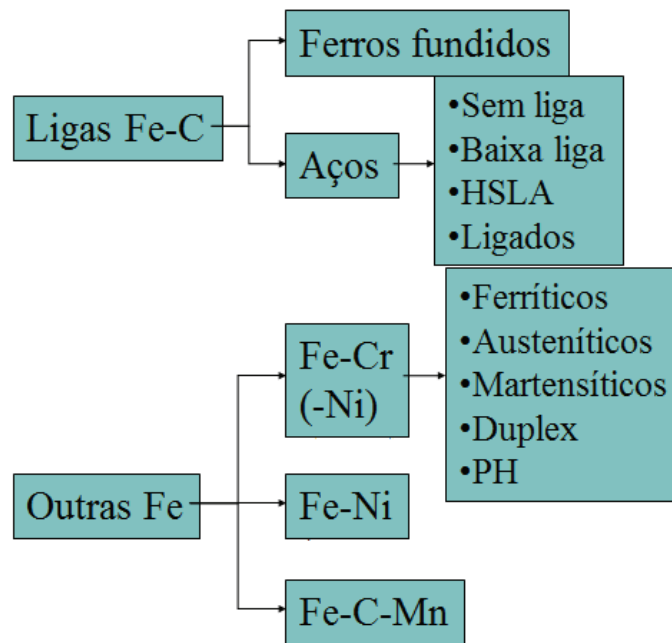 Ferros fundidos
Ligas Fe-C
Aços
•Sem liga
•Baixa liga
•HSLA
•Ligados
Fe-Cr
(-Ni)
•Ferríticos
•Austeníticos
•Martensíticos
•Duplex
•PH
Outras Fe
Fe-Ni
Fe-C-Mn